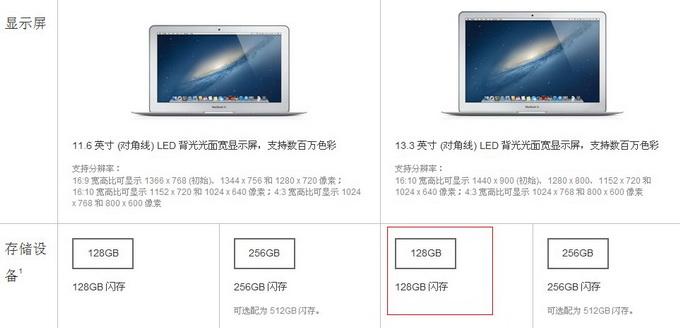 显示屏
11.6 英寸 (对角线) LED 背光光面宽显示屏，支持数百万色彩
支持分辨率：
16:9 宽高比可显示 1366 x 768 (初始)、1344 x 756 和 1280 x 720 像素；
16:10 宽高比可显示 1152 x 720 和 1024 x 640 像素；4:3 宽高比可显示 1024
x 768 和 800 x 600 像素
13.3 英寸 (对角线) LED 背光光面宽显示屏，支持数百万色彩
支持分辨率：
16:10 宽高比可显示 1440 x 900 (初始)、1280 x 800、1152 x 720 和
1024 x 640 像素；4:3 宽高比可显示 1024 x 768 和 800 x 600 像素
存储设
备1
128GB
128GB 闪存
256GB
256GB 闪存
可选配为 512GB 闪存。
128GB
128GB 闪存
256GB
256GB 闪存
可选配为 512GB 闪存。